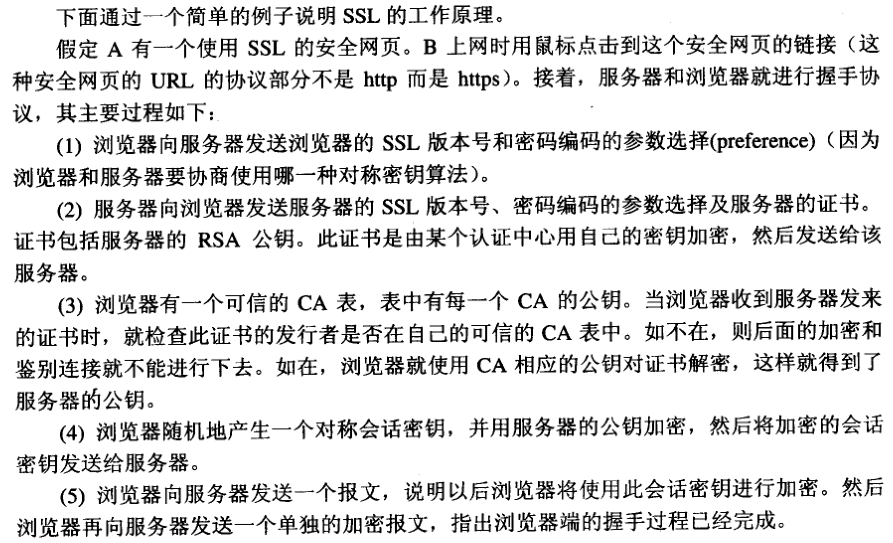 下面通过一个简单的例子说明 SSL 的工作原理。
假定 A 有一个使用 SSL 的安全网页。B 上网时用鼠标点击到这个安全网页的链接（这
种安全网页的 URL 的协议部分不是 http 而是 https）。接着，服务器和浏览器就进行握手协
议，其主要过程如下：
(1) 浏览器向服务器发送浏览器的 SSL 版本号和密码编码的参数选择(preference)（因为
浏览器和服务器要协商使用哪一种对称密钥算法）。
(2) 服务器向浏览器发送服务器的 SSL 版本号、密码编码的参数选择及服务器的证书。
证书包括服务器的 RSA 公钥。此证书是由某个认证中心用自己的密钥加密，然后发送给该
服务器。
(3) 浏览器有一个可信的 CA 表，表中有每一个 CA 的公钥。当浏览器收到服务器发来
的证书时，就检查此证书的发行者是否在自己的可信的 CA 表中。如不在，则后面的加密和
鉴别连接就不能进行下去。如在，浏览器就使用 CA 相应的公钥对证书解密，这样就得到了
服务器的公钥。
(4) 浏览器随机地产生一个对称会话密钥，并用服务器的公钥加密，然后将加密的会话
密钥发送给服务器。
(5) 浏览器向服务器发送一个报文，说明以后浏览器将使用此会话密钥进行加密。然后
浏览器再向服务器发送一个单独的加密报文，指出浏览器端的握手过程已经完成。